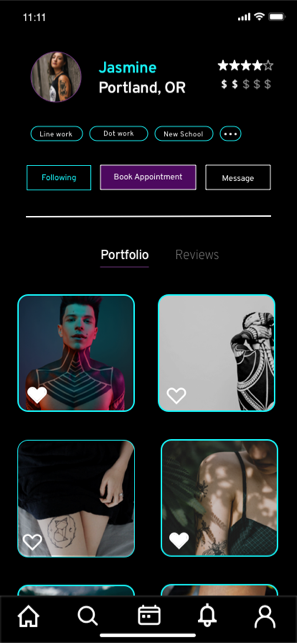 11:11
Jasmine
Portland, OR
$ $ $ $ $
Line work
Dot work
New School
Following
Book Appointment
Message
Portfolio
Reviews